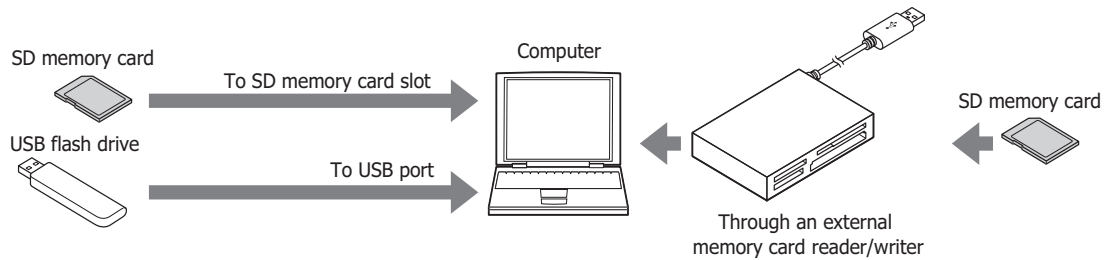 SD memory card
To SD memory card slot
USB flash drive
To USB port
Computer
Through an external
memory card reader/writer
SD memory card